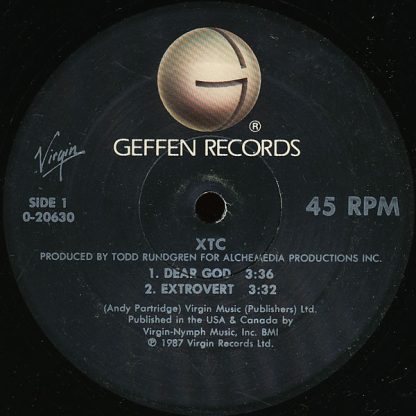 ®
GEFFEN RECORDS
Virgin
SIDE 1
0-20630
45 RPM
XTC
PRODUCED BY TODD RUNDGREN FOR ALCHEMEDIA PRODUCTIONS INC.
1. DEAR GOD 3:36
2. EXTROVERT 3:32
(Andy Partridge) Virgin Music (Publishers) Ltd.
Published in the USA & Canada by
Virgin-Nymph Music, Inc. BMI
℗ 1987 Virgin Records Ltd.